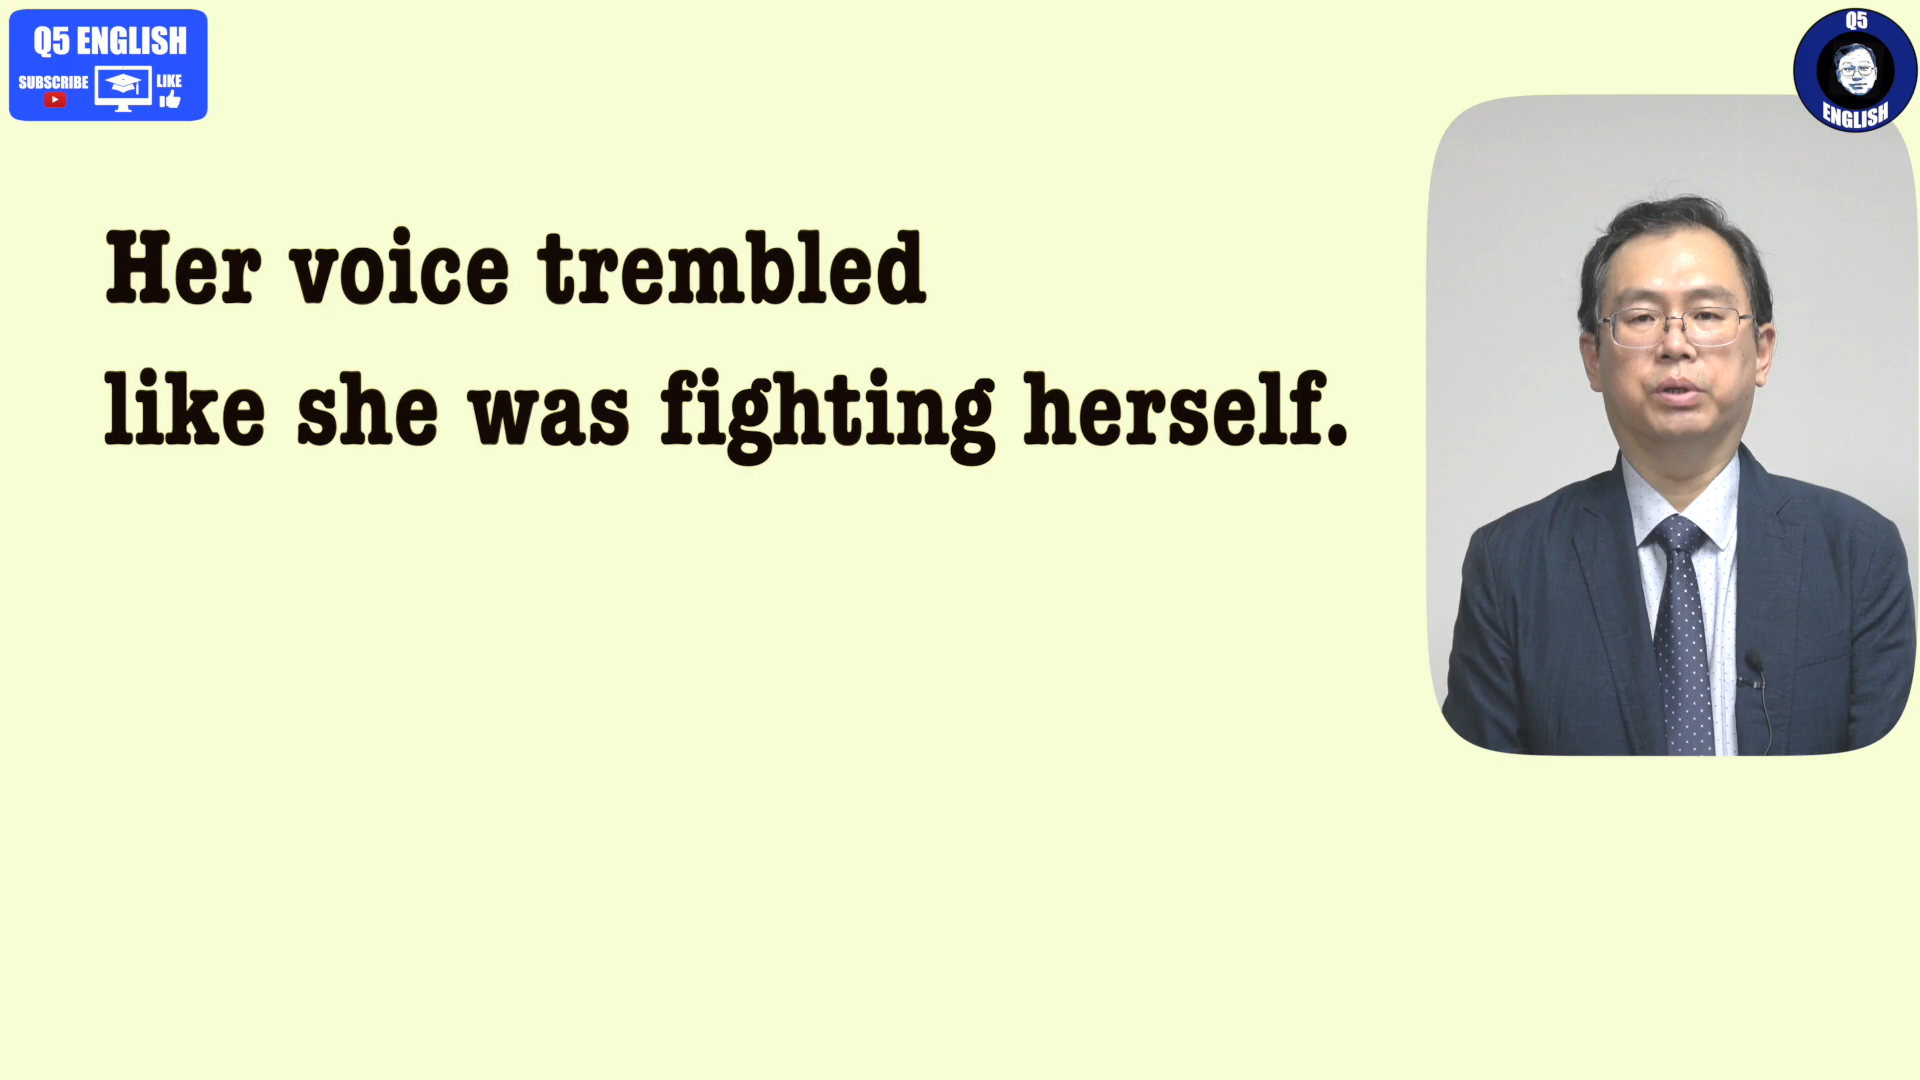 Q5 ENGLISH
SUBSCRIBE
LIKE
Q5
ENGLISH
Her voice trembled
like she was fighting herself.